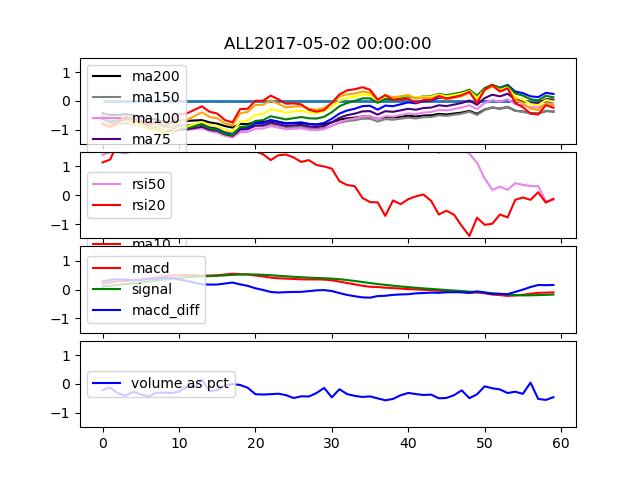 ALL2017-05-02 00:00:00
1
0
−1
ma200
ma150
ma100
ma75
1
0
−1
rsi50
rsi20
ma10
1
0
−1
macd
signal
macd_diff
1
0
−1
volume as pct
0 10 20 30 40 50 60